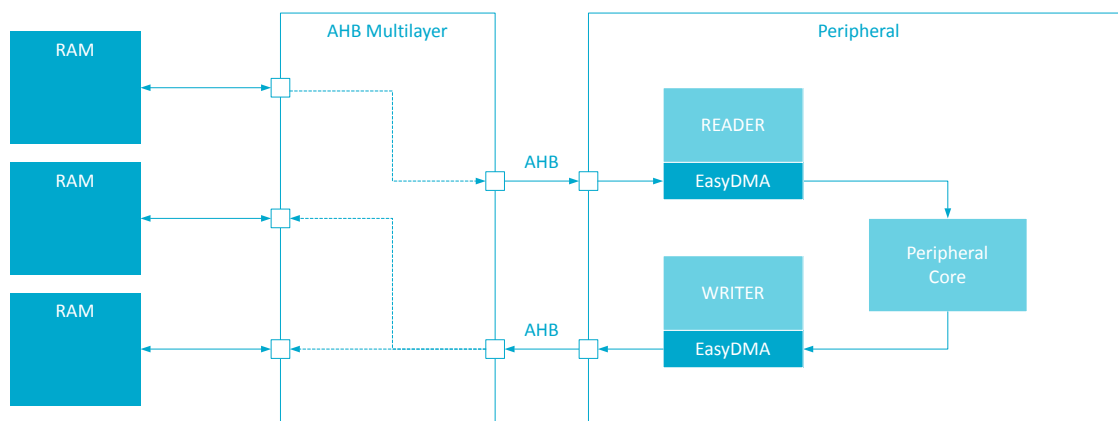 AHB Multilayer
Peripheral
RAM
READER
AHB
EasyDMA
RAM
Peripheral
Core
WRITER
RAM
AHB
EasyDMA